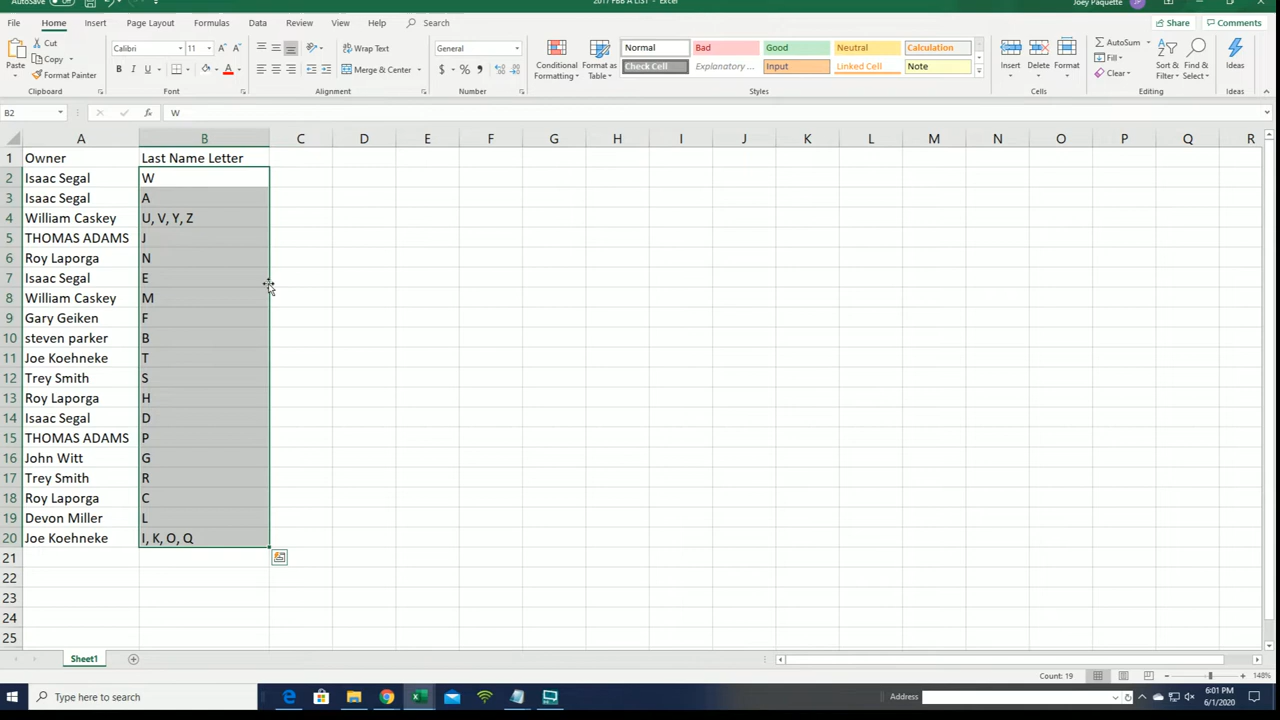 AutoSave
2017 FBB A LIST - Excel
Joey Paquette
JP
File Home Insert Page Layout Formulas Data Review View Help Search Share Comments
Paste Cut Copy Format Painter Clipboard
Calibri 11 B I U A Font
Wrap Text Merge & Center Alignment
General $ % Number
Conditional Formatting Format as Table
Normal Bad Good Neutral Calculation
Check Cell Explanatory ... Input Linked Cell Note
Styles
Insert Delete Format Cells
AutoSum Fill Clear Sort & Filter Find & Select Editing
Ideas Ideas
B2 fx W
A B C D E F G H I J K L M N O P Q R
1 Owner Last Name Letter
2 Isaac Segal W
3 Isaac Segal A
4 William Caskey U, V, Y, Z
5 THOMAS ADAMS J
6 Roy Laporga N
7 Isaac Segal E
8 William Caskey M
9 Gary Geiken F
10 steven parker B
11 Joe Koehneke T
12 Trey Smith S
13 Roy Laporga H
14 Isaac Segal D
15 THOMAS ADAMS P
16 John Witt G
17 Trey Smith R
18 Roy Laporga C
19 Devon Miller L
20 Joe Koehneke I, K, O, Q
21
22
23
24
25
Sheet1
Count: 19 148%
Type here to search Address 6:01 PM
6/1/2020